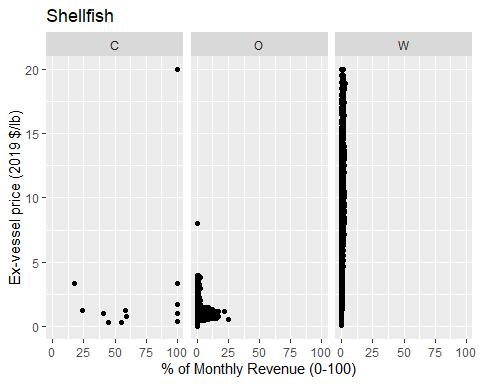 Shellfish
C O W
20
15
10
5
0
0 25 50 75 100 0 25 50 75 100 0 25 50 75 100
% of Monthly Revenue (0-100)
Ex-vessel price (2019 $/lb)